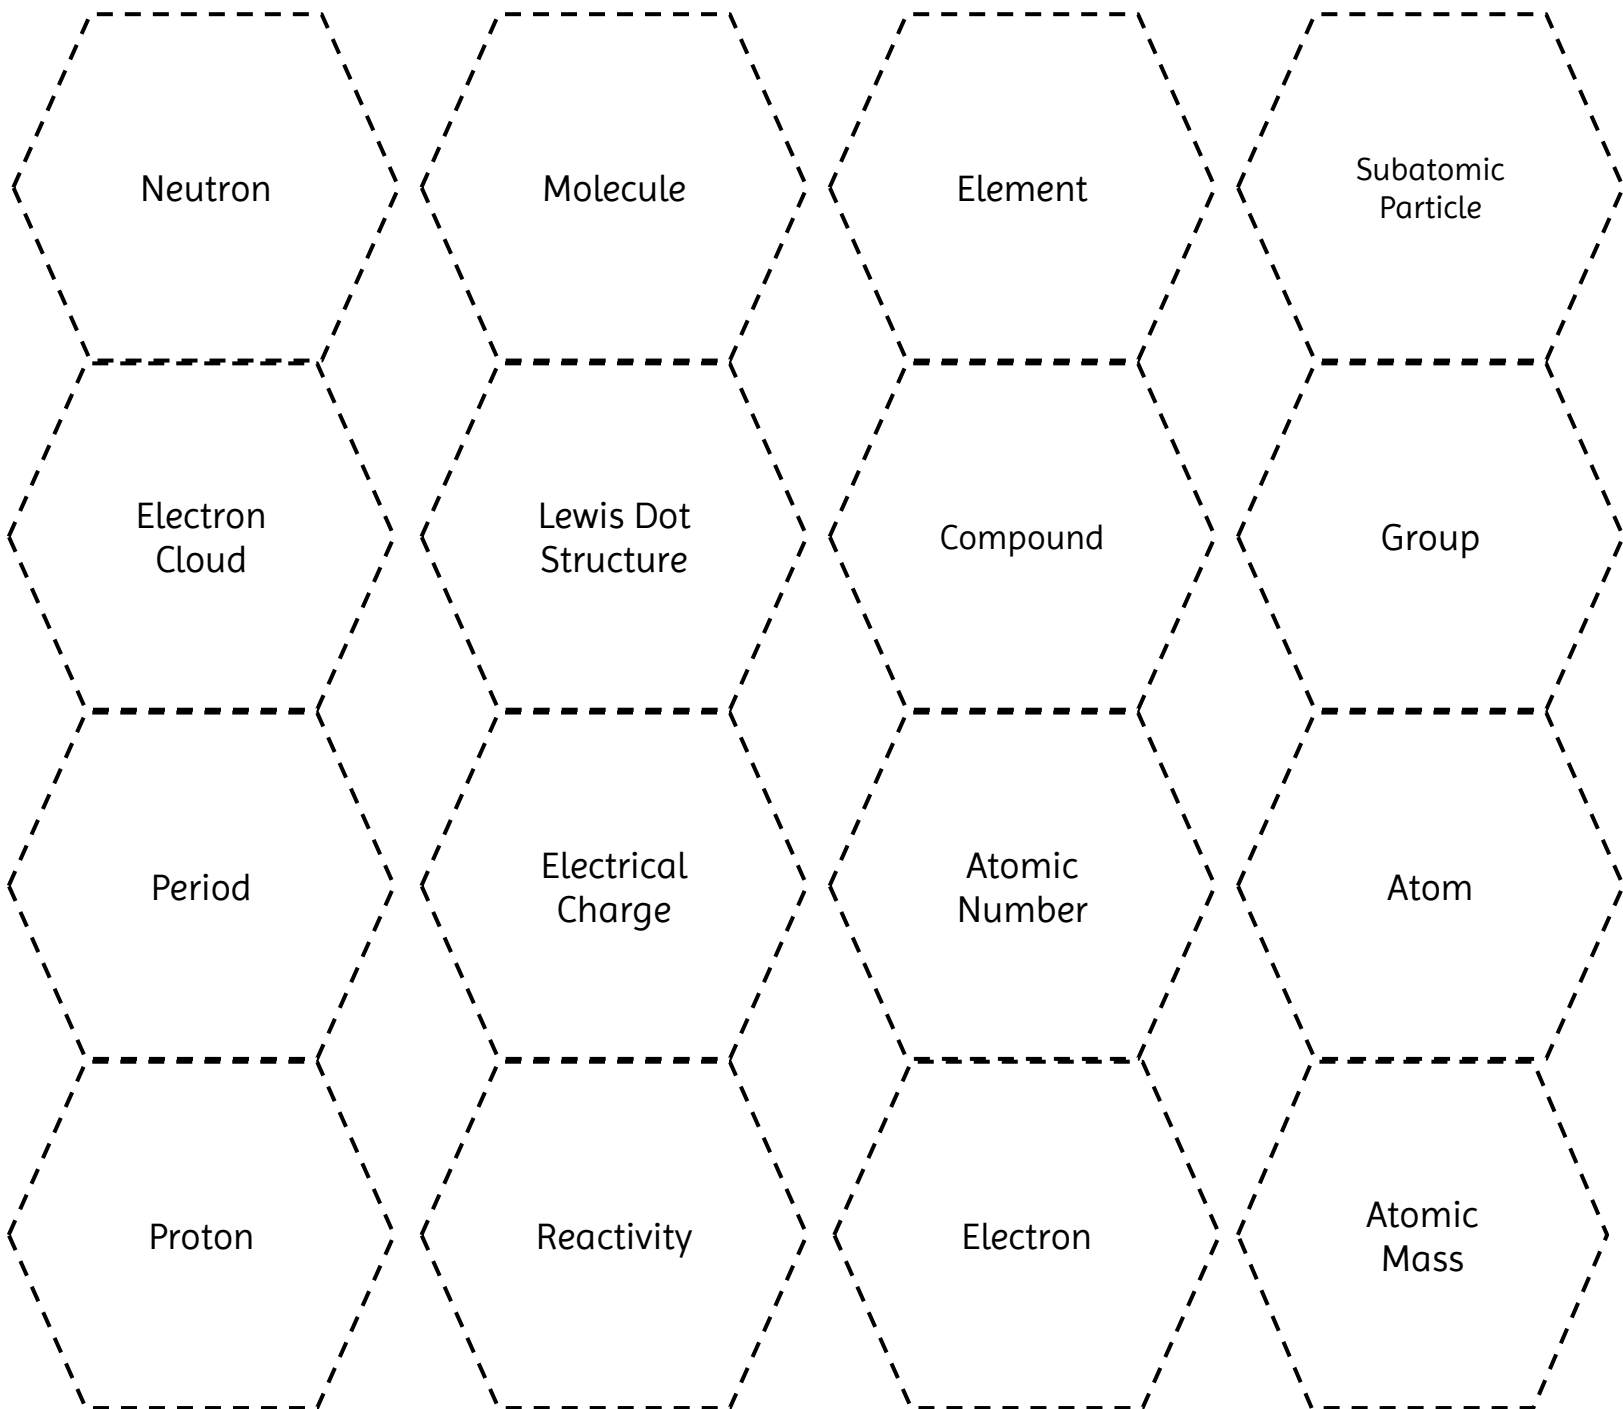 Neutron
Molecule
Element
Subatomic
Particle
Electron
Cloud
Lewis Dot
Structure
Compound
Group
Period
Electrical
Charge
Atomic
Number
Atom
Proton
Reactivity
Electron
Atomic
Mass